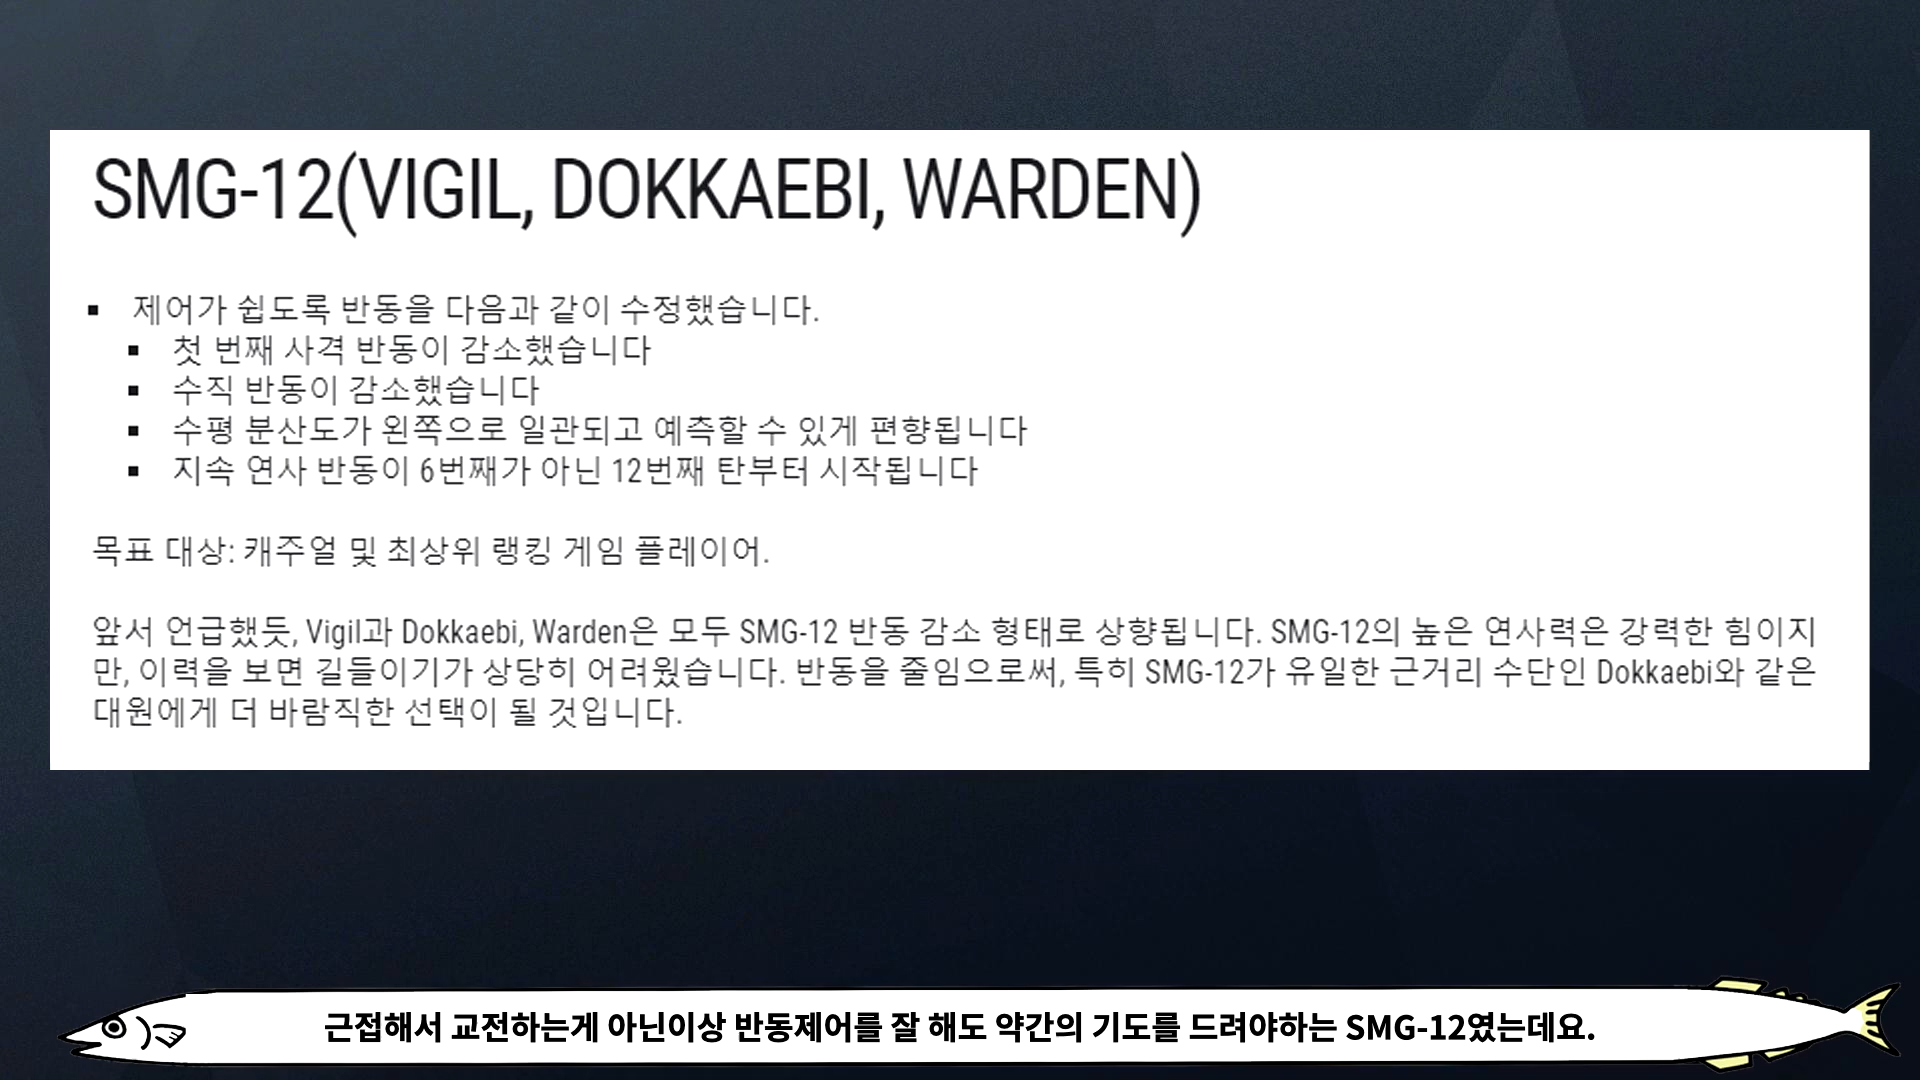 SMG-12(VIGIL, DOKKAEBI, WARDEN)
▪ 제어가 쉽도록 반동을 다음과 같이 수정했습니다.
▪ 첫 번째 사격 반동이 감소했습니다
▪ 수직 반동이 감소했습니다
▪ 수평 분산도가 왼쪽으로 일관되고 예측할 수 있게 편향됩니다
▪ 지속 연사 반동이 6번째가 아닌 12번째 탄부터 시작됩니다
목표 대상: 캐주얼 및 최상위 랭킹 게임 플레이어.
앞서 언급했듯, Vigil과 Dokkaebi, Warden은 모두 SMG-12 반동 감소 형태로 상향됩니다. SMG-12의 높은 연사력은 강력한 힘이지
만, 이력을 보면 길들이기가 상당히 어려웠습니다. 반동을 줄임으로써, 특히 SMG-12가 유일한 근거리 수단인 Dokkaebi와 같은
대원에게 더 바람직한 선택이 될 것입니다.
근접해서 교전하는게 아닌이상 반동제어를 잘 해도 약간의 기도를 드려야하는 SMG-12였는데요.